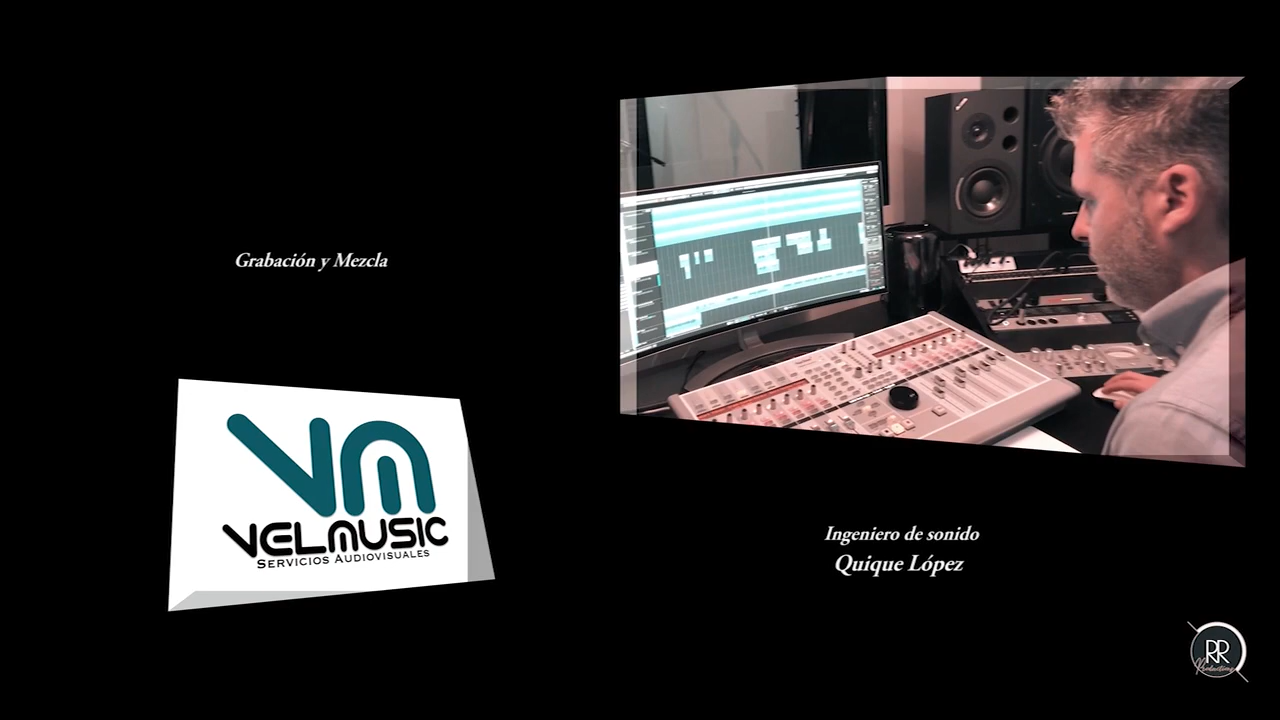 Grabación y Mezcla
VM
VELMUSIC
SERVICIOS AUDIOVISUALES
Ingeniero de sonido
Quique López
RR